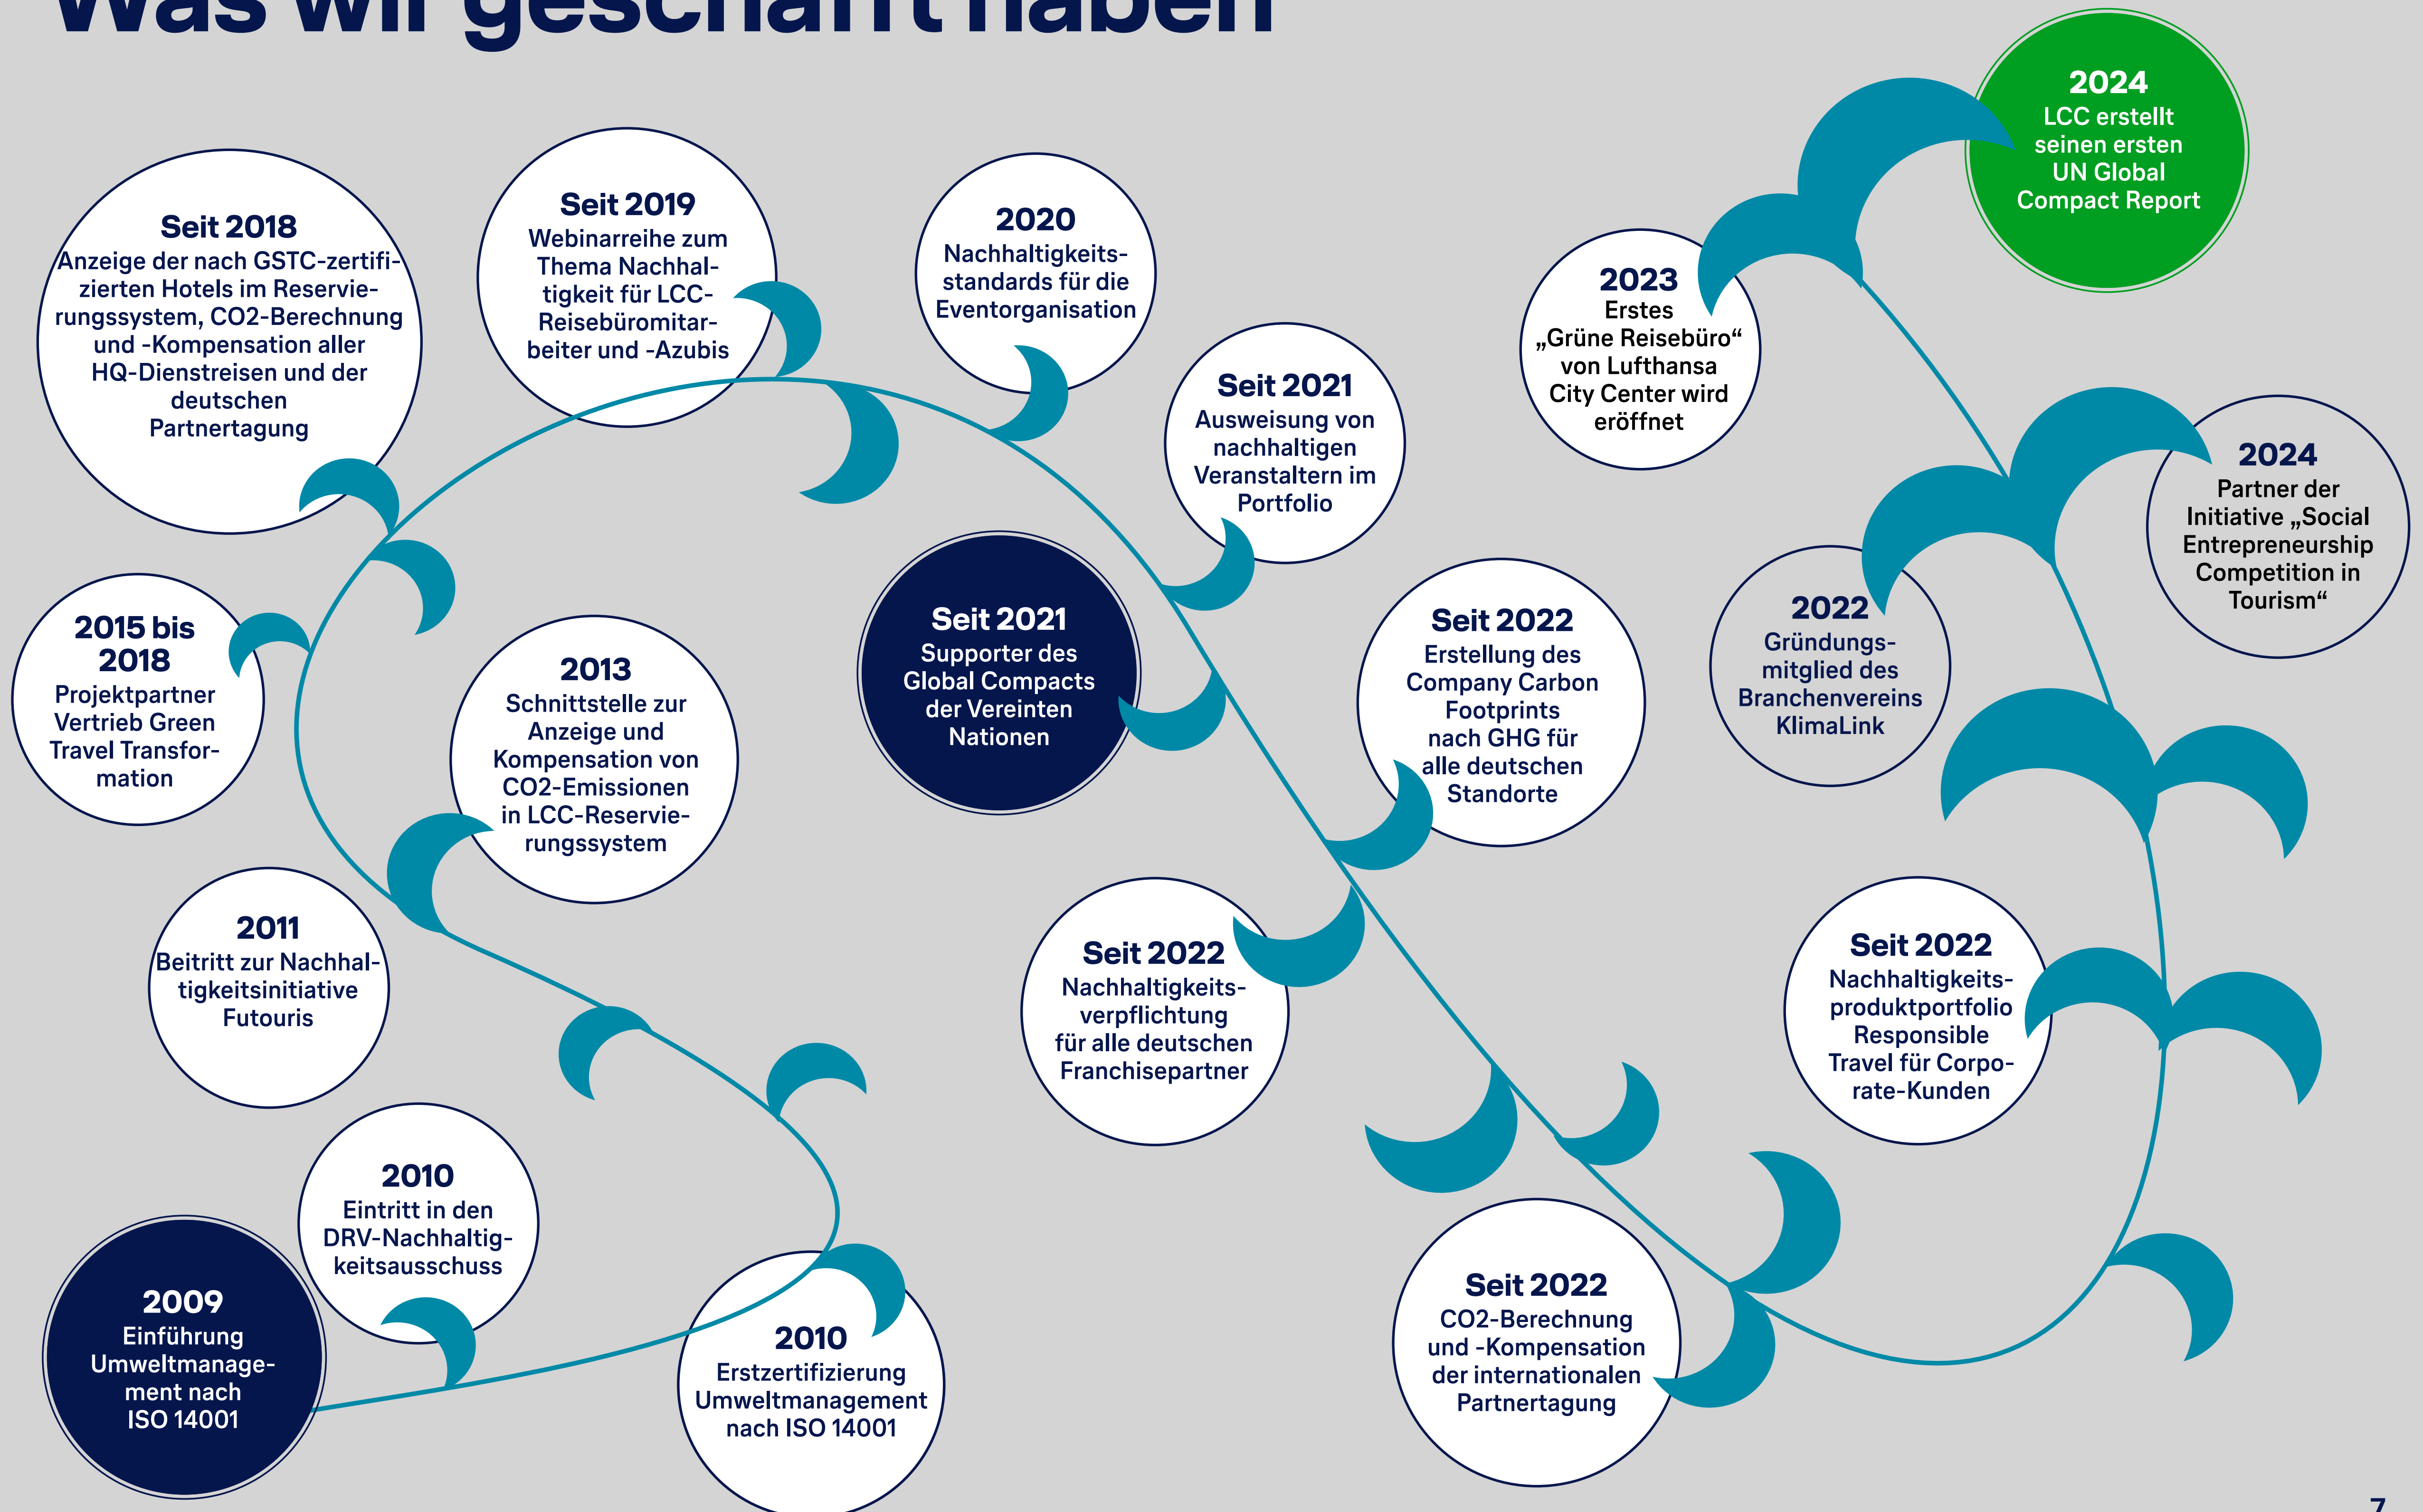 Was wir geschafft haben
2009
Einführung
Umweltmanage-
ment nach
ISO 14001
2010
Eintritt in den
DRV-Nachhaltig-
keitsausschuss
2010
Erstzertifizierung
Umweltmanagement
nach ISO 14001
2011
Beitritt zur Nachhal-
tigkeitsinitiative
Futouris
2013
Schnittstelle zur
Anzeige und
Kompensation von
CO2-Emissionen
in LCC-Reservie-
rungssystem
2015 bis
2018
Projektpartner
Vertrieb Green
Travel Transfor-
mation
Seit 2018
Anzeige der nach GSTC-zertifi-
zierten Hotels im Reservie-
rungssystem, CO2-Berechnung
und -Kompensation aller
HQ-Dienstreisen und der
deutschen
Partnertagung
Seit 2019
Webinarreihe zum
Thema Nachhal-
tigkeit für LCC-
Reisebüromitar-
beiter und -Azubis
2020
Nachhaltigkeits-
standards für die
Eventorganisation
Seit 2021
Ausweisung von
nachhaltigen
Veranstaltern im
Portfolio
Seit 2021
Supporter des
Global Compacts
der Vereinten
Nationen
Seit 2022
Erstellung des
Company Carbon
Footprints
nach GHG für
alle deutschen
Standorte
Seit 2022
Nachhaltigkeits-
verpflichtung
für alle deutschen
Franchisepartner
Seit 2022
CO2-Berechnung
und -Kompensation
der internationalen
Partnertagung
Seit 2022
Nachhaltigkeits-
produktportfolio
Responsible
Travel für Corpo-
rate-Kunden
2022
Gründungs-
mitglied des
Branchenvereins
KlimaLink
2023
Erstes
„Grüne Reisebüro“
von Lufthansa
City Center wird
eröffnet
2024
Partner der
Initiative „Social
Entrepreneurship
Competition in
Tourism“
2024
LCC erstellt
seinen ersten
UN Global
Compact Report
7